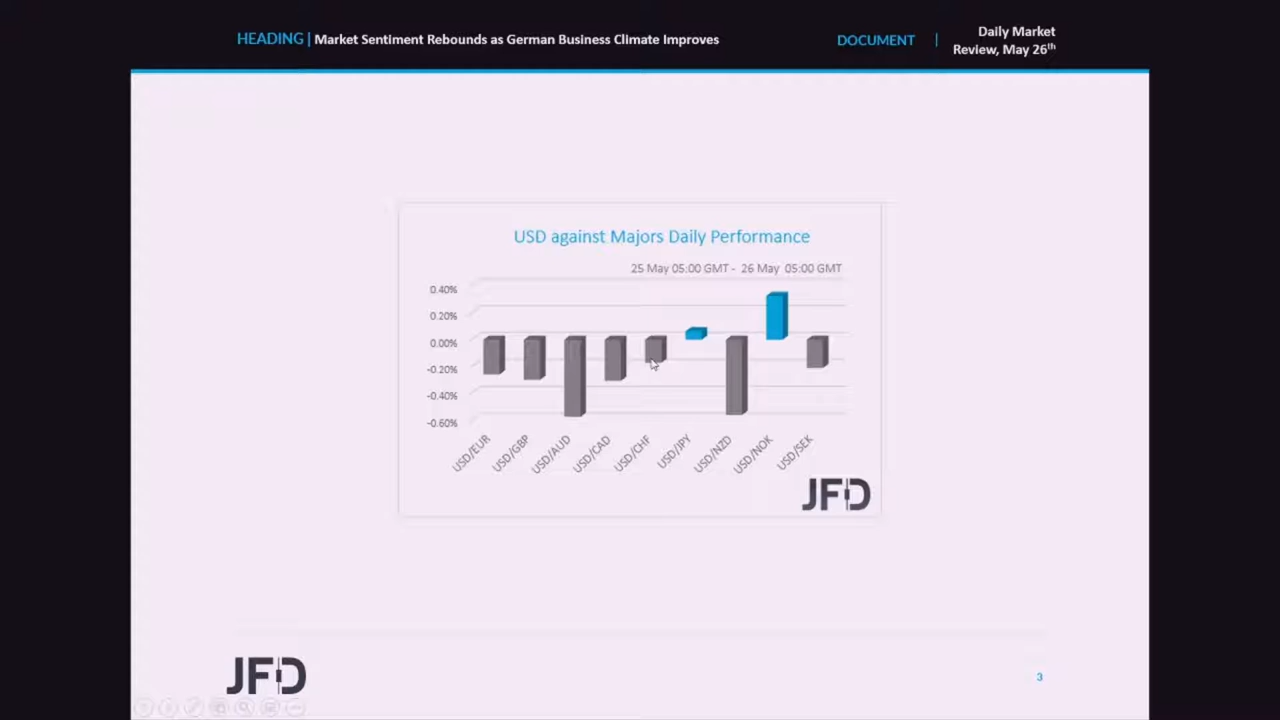 HEADING | Market Sentiment Rebounds as German Business Climate Improves
DOCUMENT | Daily Market
Review, May 26th
USD against Majors Daily Performance
25 May 05:00 GMT - 26 May 05:00 GMT
0.40%
0.20%
0.00%
-0.20%
-0.40%
-0.60%
USD/EUR
USD/GBP
USD/AUD
USD/CAD
USD/CHF
USD/JPY
USD/NZD
USD/NOK
USD/SEK
JFD
JFD
3